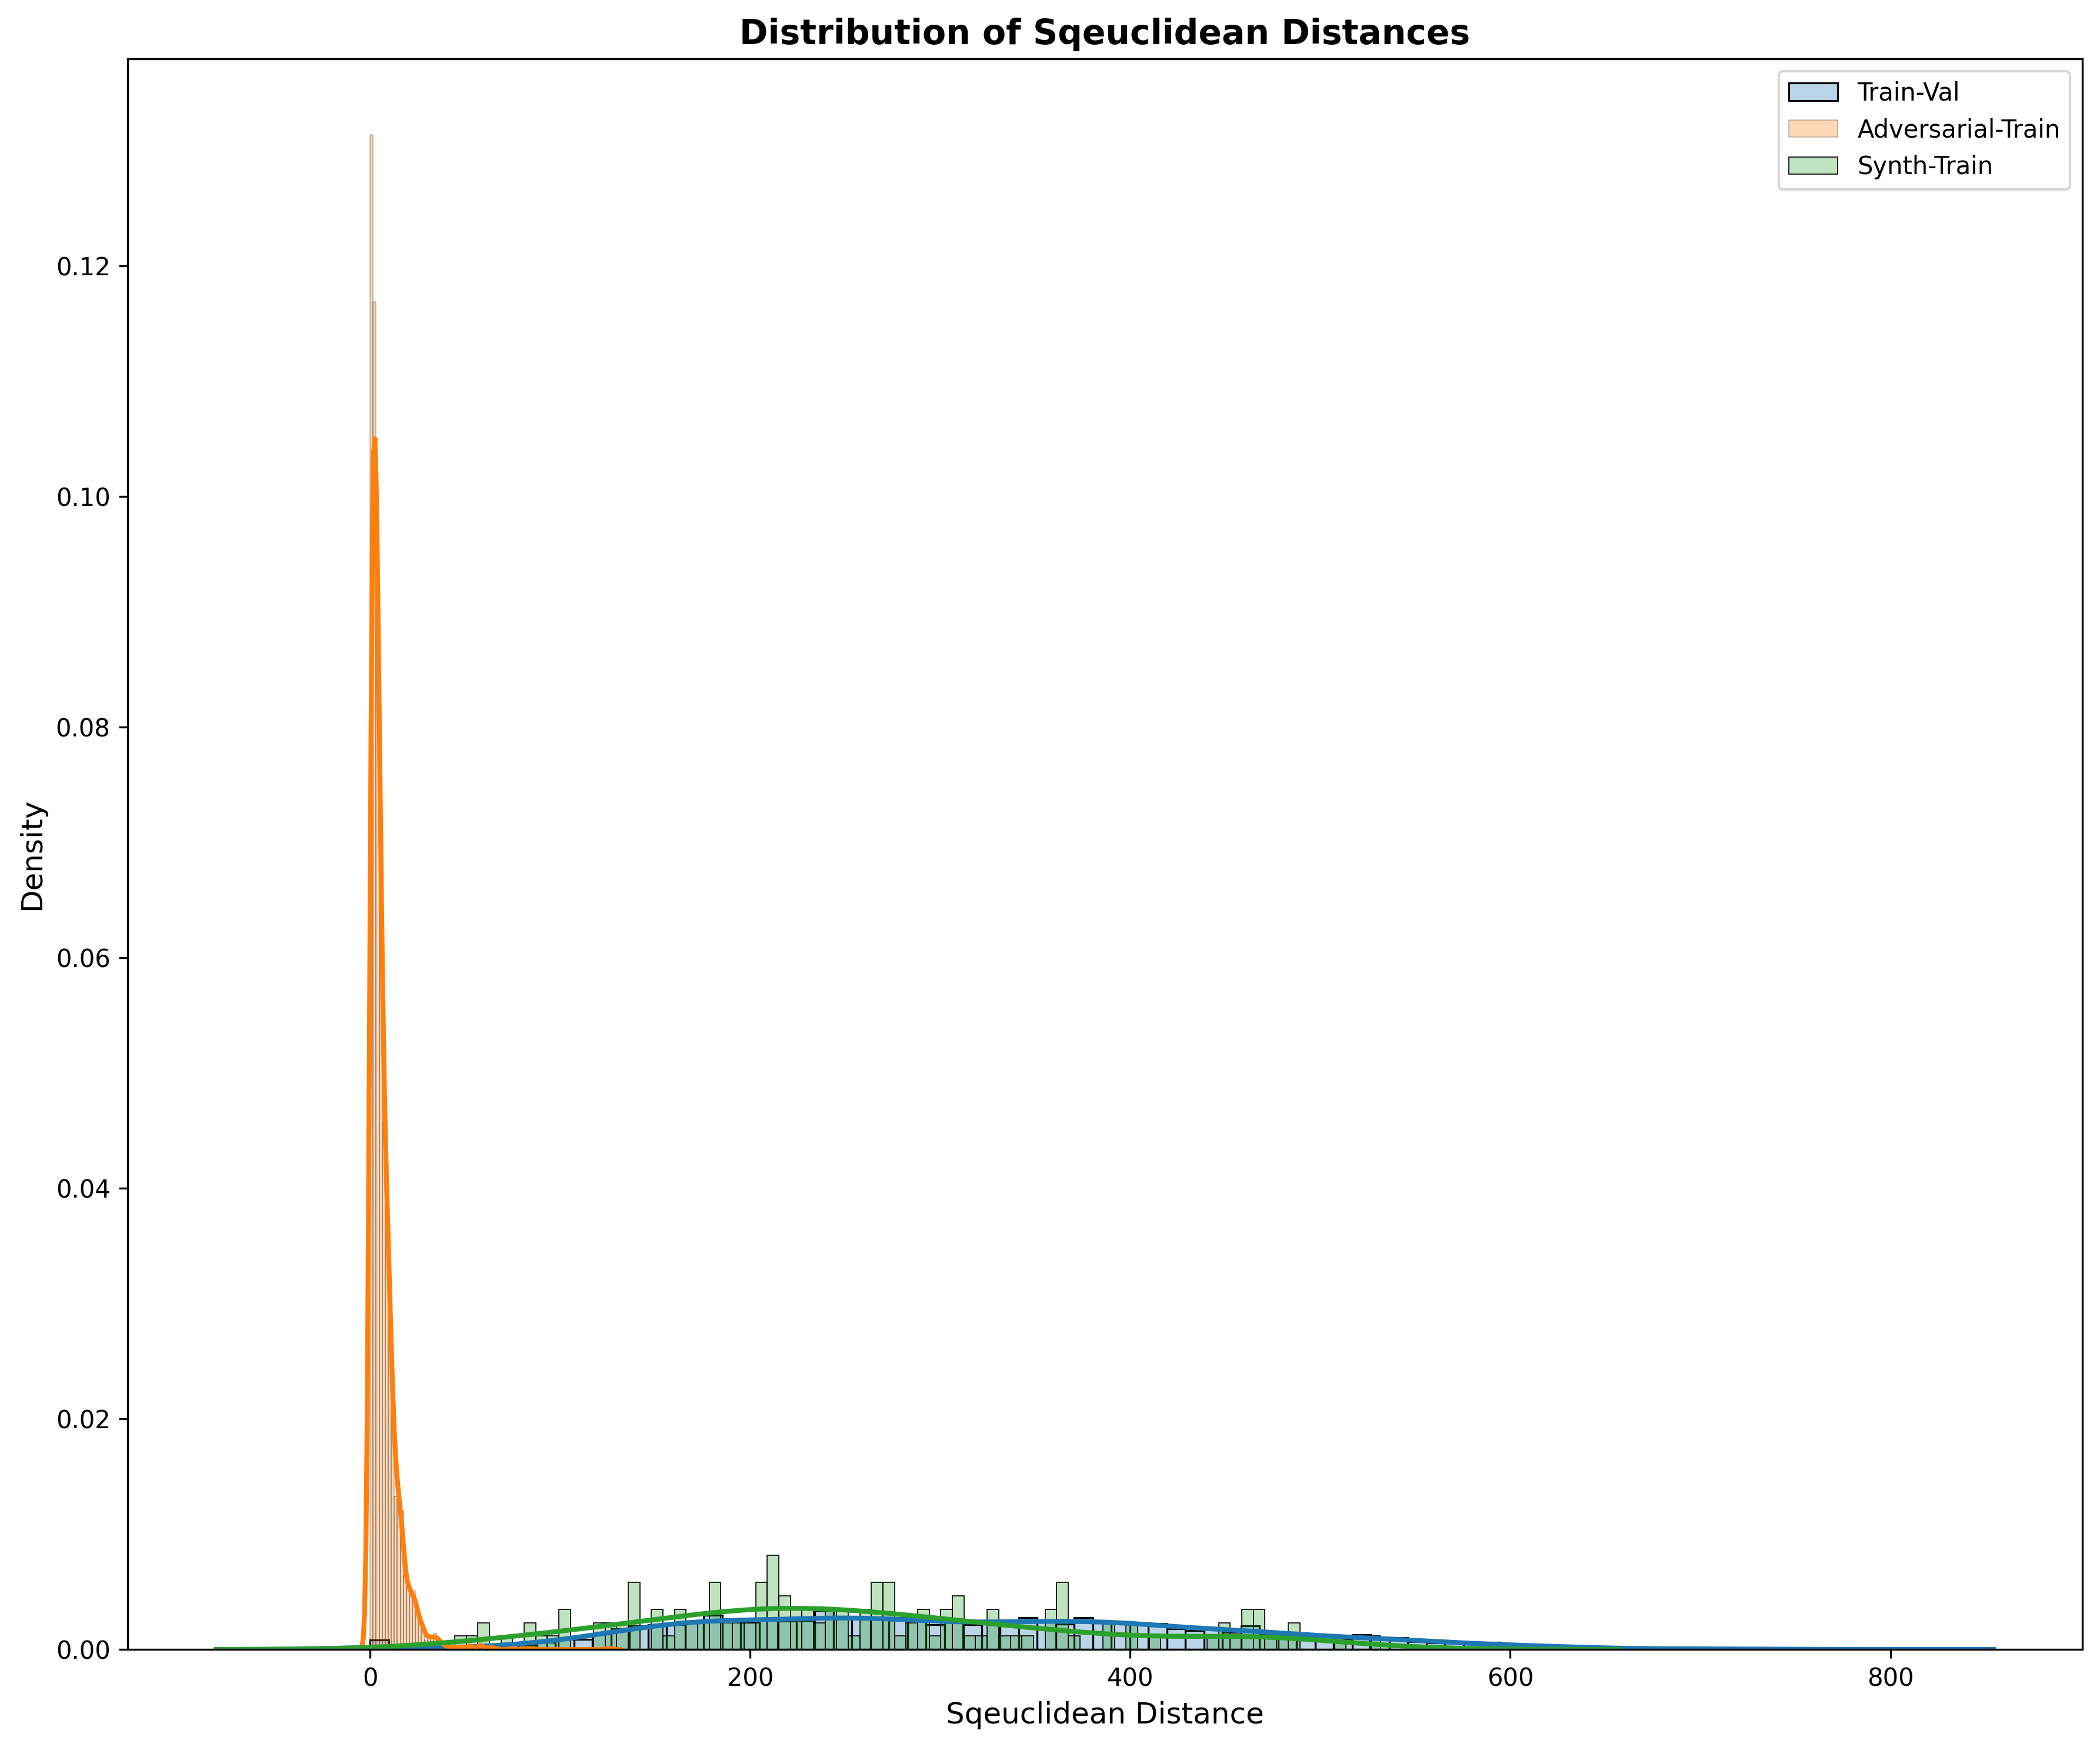 Distribution of Sqeuclidean Distances
Train-Val
Adversarial-Train
Synth-Train
Density
0.12
0.10
0.08
0.06
0.04
0.02
0.00
0 200 400 600 800
Sqeuclidean Distance